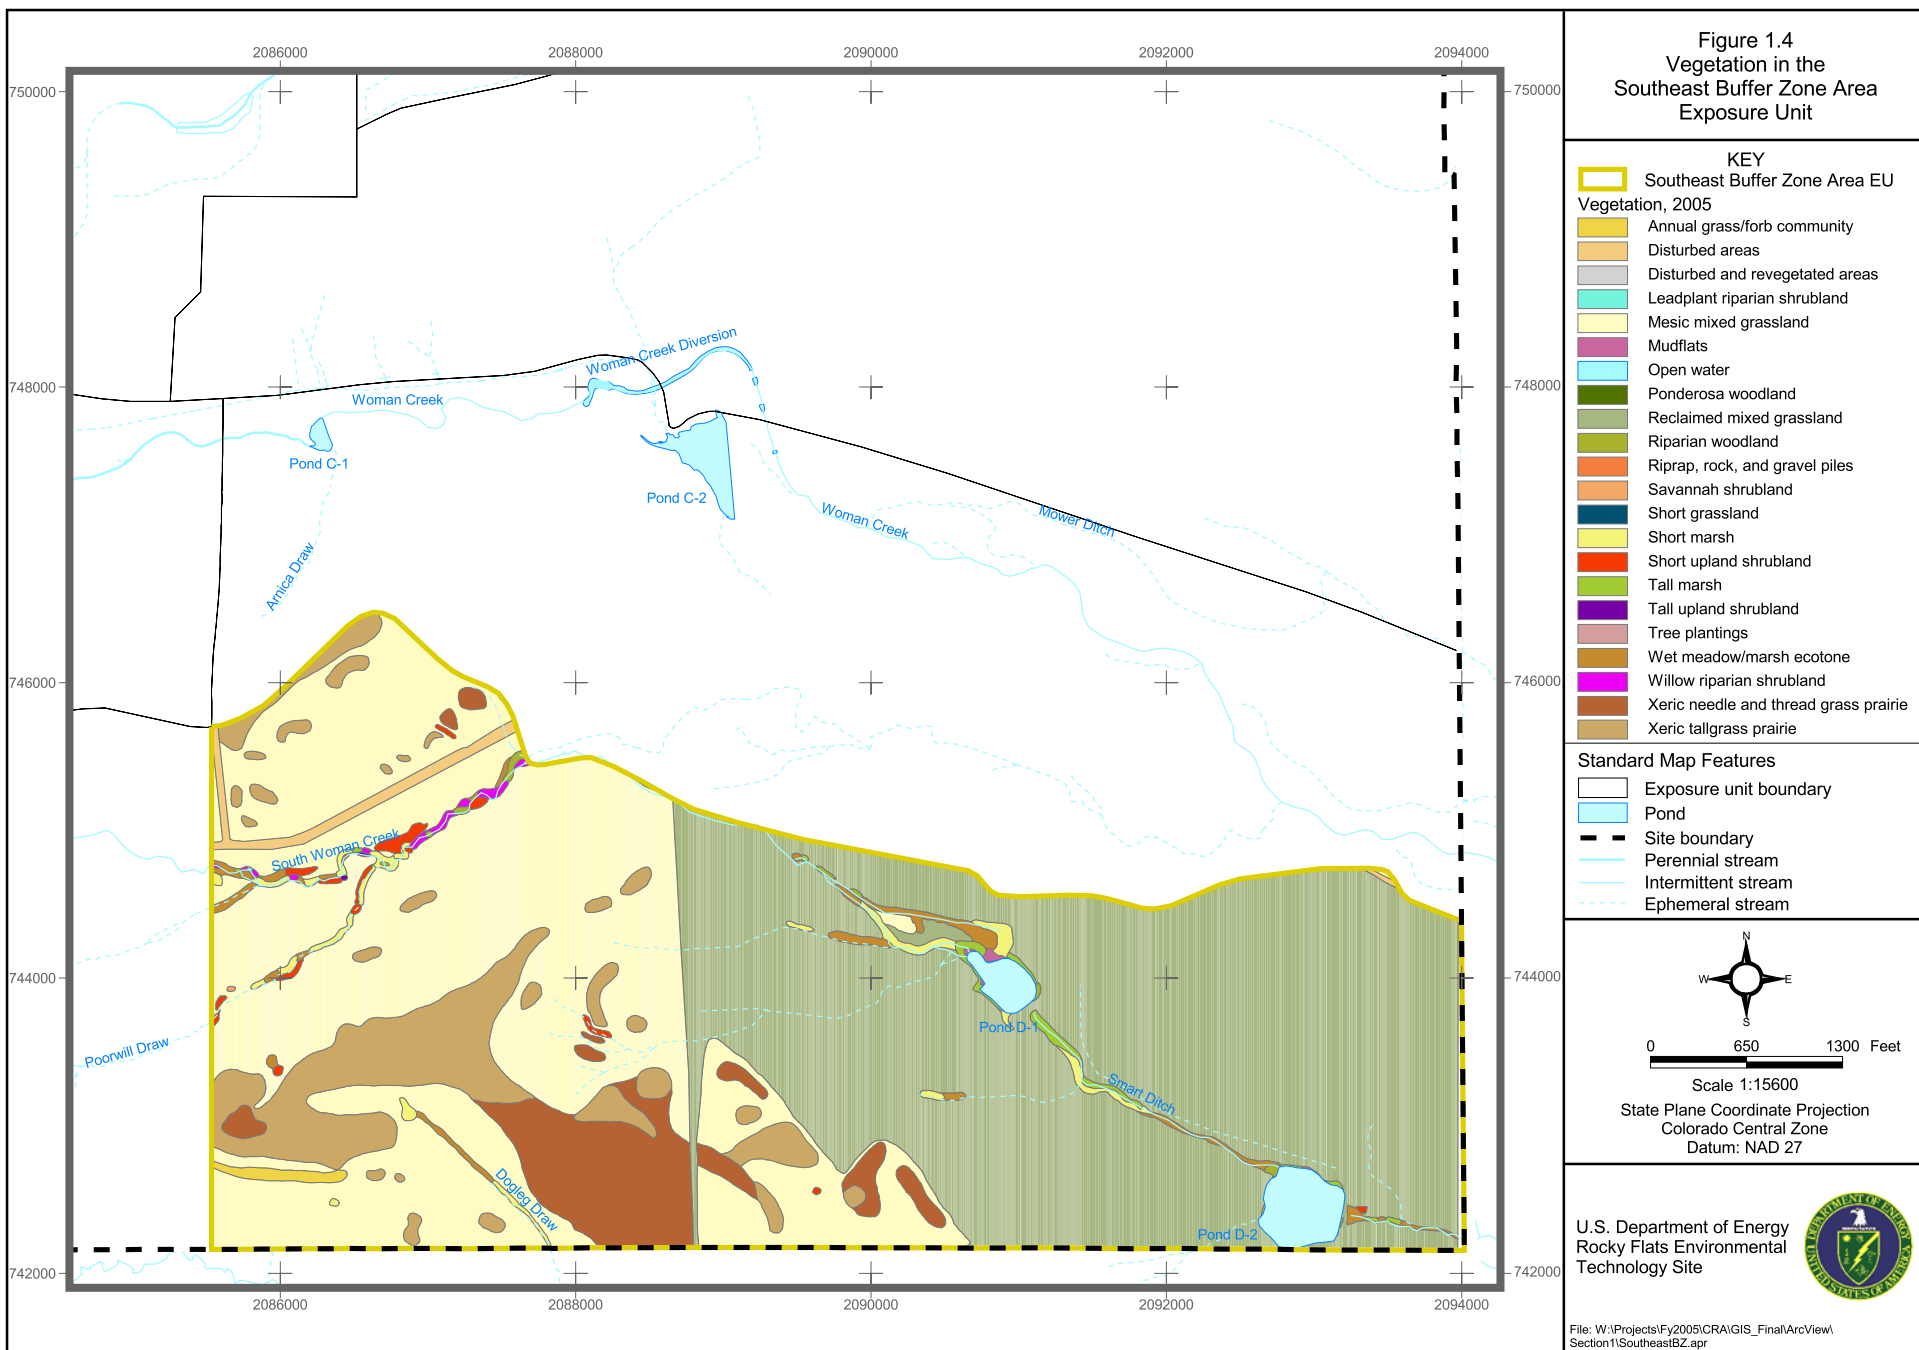 2086000
2088000
2090000
2092000
2094000
750000
750000
748000
748000
746000
746000
744000
744000
742000
742000
2086000
2088000
2090000
2092000
2094000
Woman Creek Diversion
Woman Creek
Pond C-1
Pond C-2
Woman Creek
Mower Ditch
Arnica Draw
South Woman Creek
Poorwill Draw
Pond D-1
Smart Ditch
Dogleg Draw
Pond D-2
Figure 1.4
Vegetation in the
Southeast Buffer Zone Area
Exposure Unit
KEY
Southeast Buffer Zone Area EU
Vegetation, 2005
Annual grass/forb community
Disturbed areas
Disturbed and revegetated areas
Leadplant riparian shrubland
Mesic mixed grassland
Mudflats
Open water
Ponderosa woodland
Reclaimed mixed grassland
Riparian woodland
Riprap, rock, and gravel piles
Savannah shrubland
Short grassland
Short marsh
Short upland shrubland
Tall marsh
Tall upland shrubland
Tree plantings
Wet meadow/marsh ecotone
Willow riparian shrubland
Xeric needle and thread grass prairie
Xeric tallgrass prairie
Standard Map Features
Exposure unit boundary
Pond
Site boundary
Perennial stream
Intermittent stream
Ephemeral stream
N
W E
S
0 650 1300 Feet
Scale 1:15600
State Plane Coordinate Projection
Colorado Central Zone
Datum: NAD 27
U.S. Department of Energy
Rocky Flats Environmental
Technology Site
DEPARTMENT OF ENERGY
UNITED STATES OF AMERICA
File: W:\Projects\Fy2005\CRA\GIS_Final\ArcView\
Section1\SoutheastBZ.apr